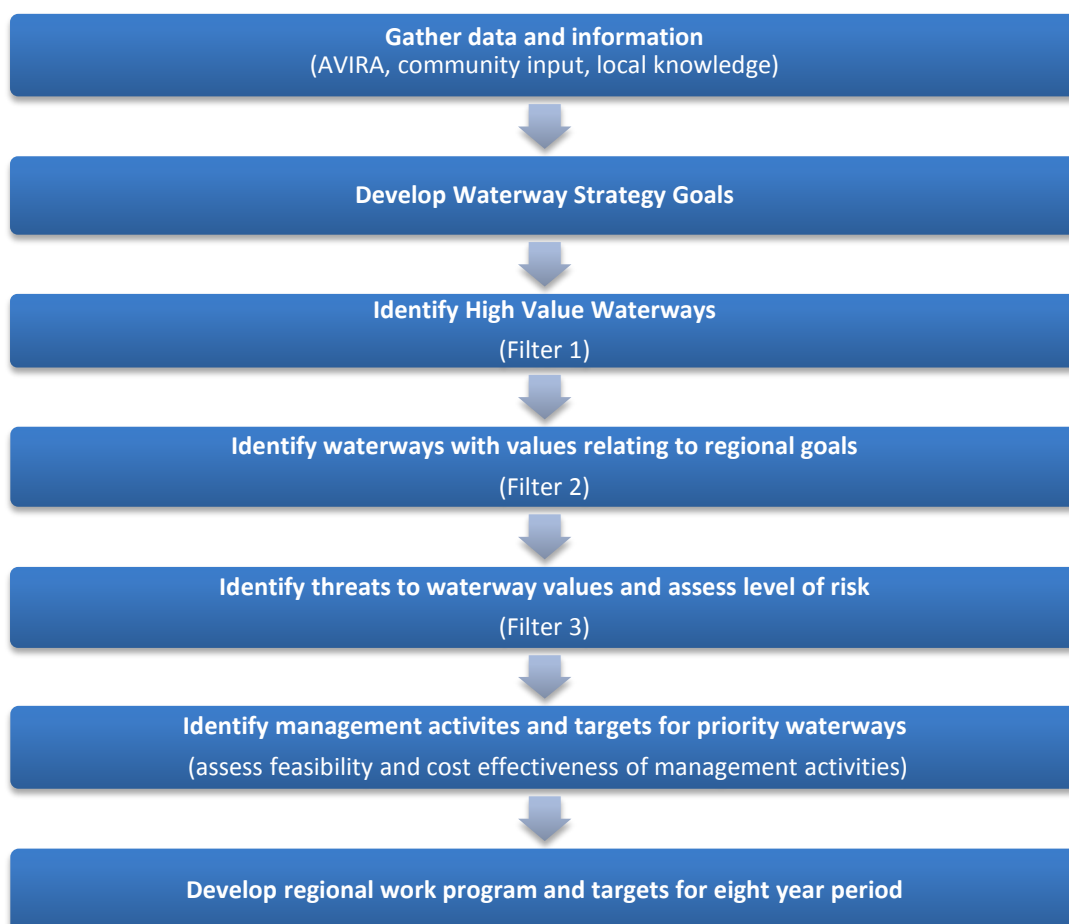 Gather data and information
(AVIRA, community input, local knowledge)
Develop Waterway Strategy Goals
Identify High Value Waterways
(Filter 1)
Identify waterways with values relating to regional goals
(Filter 2)
Identify threats to waterway values and assess level of risk
(Filter 3)
Identify management activites and targets for priority waterways
(assess feasibility and cost effectiveness of management activities)
Develop regional work program and targets for eight year period